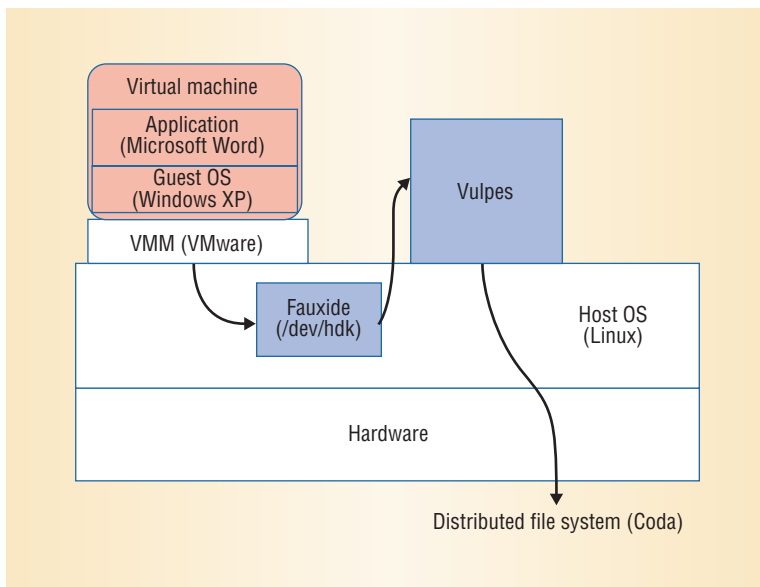 Virtual machine
Application
(Microsoft Word)
Guest OS
(Windows XP)
VMM (VMware)
Vulpes
Fauxide
(/dev/hdk)
Host OS
(Linux)
Hardware
Distributed file system (Coda)